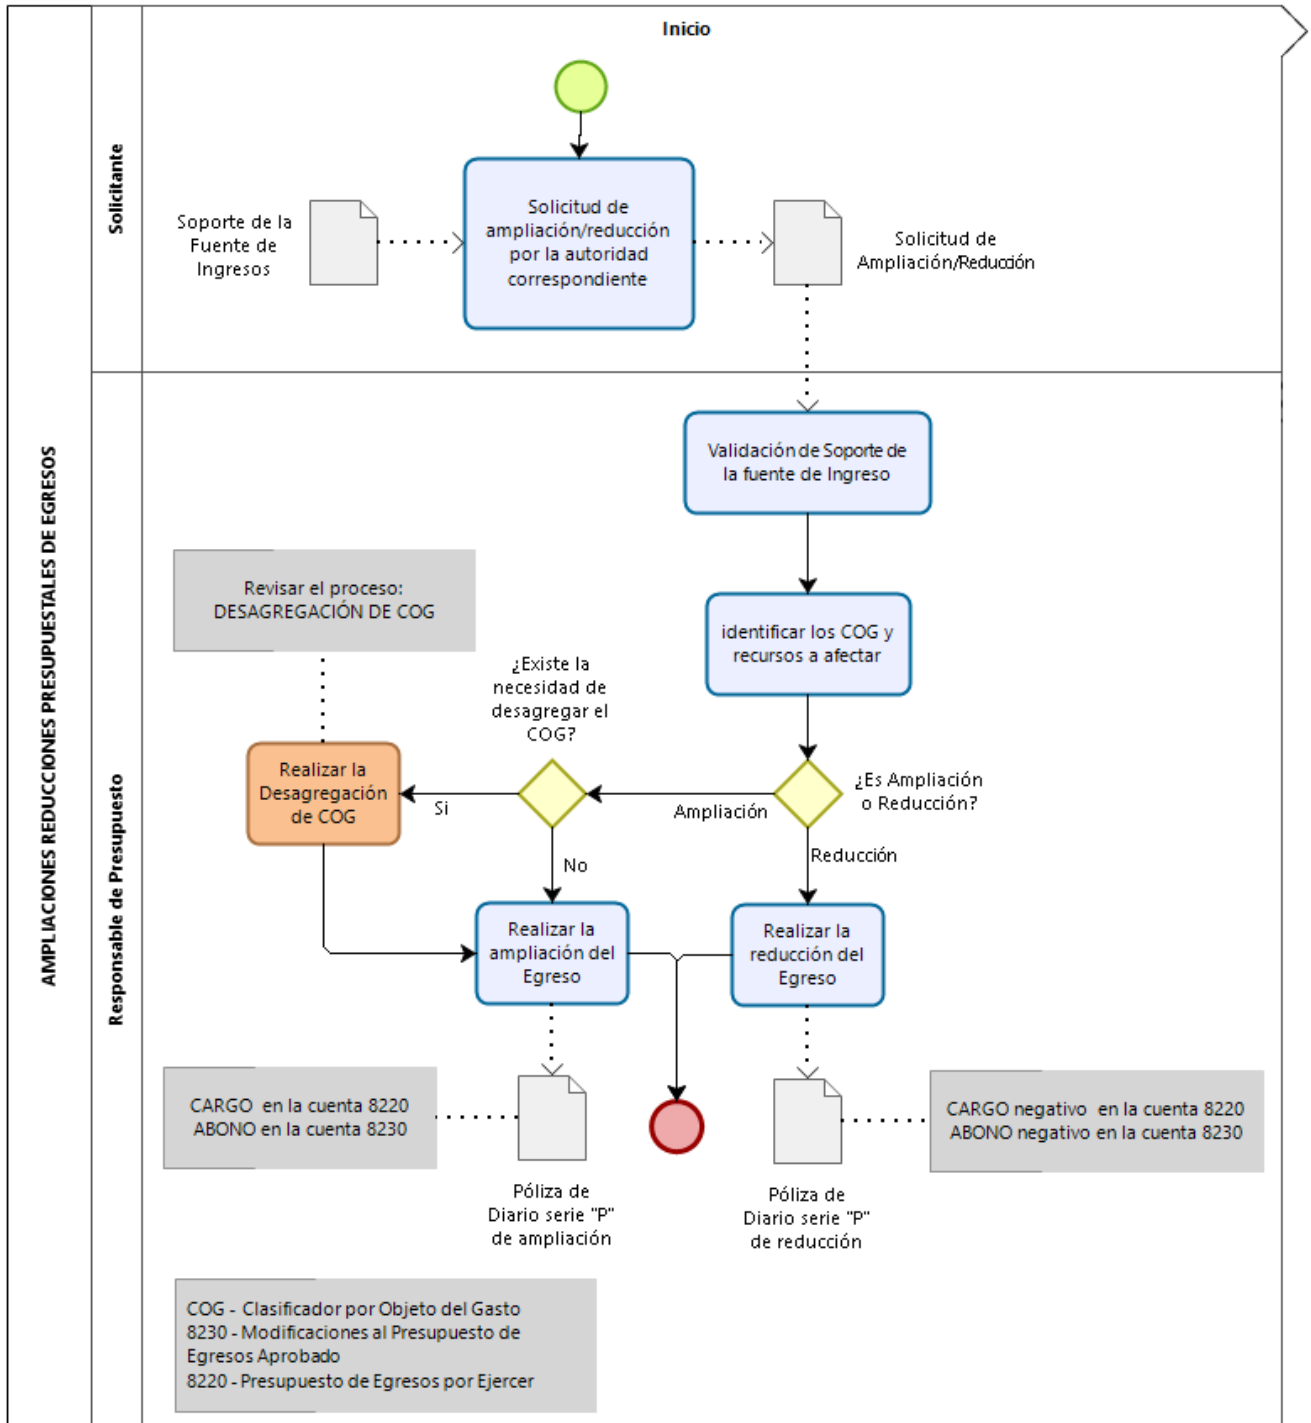 Inicio
AMPLIACIONES REDUCCIONES PRESUPUESTALES DE EGRESOS
Solicitante
Soporte de la
Fuente de
Ingresos
Solicitud de
ampliación/reducción
por la autoridad
correspondiente
Solicitud de
Ampliación/Reducción
Responsable de Presupuesto
Validación de Soporte de
la fuente de Ingreso
identificar los COG y
recursos a afectar
¿Es Ampliación
o Reducción?
Ampliación
Reducción
¿Existe la
necesidad de
desagregar el
COG?
Si
No
Revisar el proceso:
DESAGREGACIÓN DE COG
Realizar la
Desagregación
de COG
Realizar la
ampliación del
Egreso
Realizar la
reducción del
Egreso
CARGO en la cuenta 8220
ABONO en la cuenta 8230
Póliza de
Diario serie "P"
de ampliación
Póliza de
Diario serie "P"
de reducción
CARGO negativo en la cuenta 8220
ABONO negativo en la cuenta 8230
COG - Clasificador por Objeto del Gasto
8230 - Modificaciones al Presupuesto de
Egresos Aprobado
8220 - Presupuesto de Egresos por Ejercer